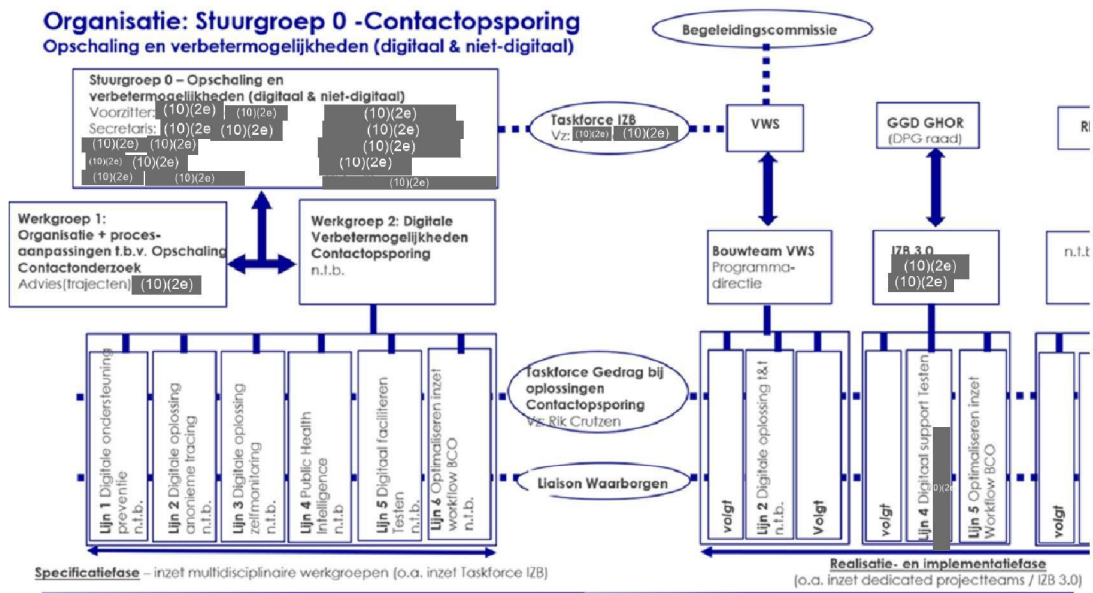 Organisatie: Stuurgroep 0 -Contactopsporing
Opschaling en verbetermogelijkheden (digitaal & niet-digitaal)
Begeleidingscommissie
Stuurgroep 0 – Opschaling en
verbetermogelijkheden (digitaal & niet-digitaal)
Voorzitter: (10)(2e) (10)(2e) (10)(2e)
Secretaris: (10)(2e) (10)(2e) (10)(2e)
(10)(2e) (10)(2e) (10)(2e)
(10)(2e) (10)(2e) (10)(2e)
(10)(2e) (10)(2e) (10)(2e)
Taskforce IZB
Vz: (10)(2e) (10)(2e)
VWS
GGD GHOR
(DPG raad)
Werkgroep 1:
Organisatie + proces-
aanpassingen t.b.v. Opschaling
Contactonderzoek
Advies(trajecten) (10)(2e)
Werkgroep 2: Digitale
Verbetermogelijkheden
Contactopsporing
n.t.b.
Bouwteam VWS
Programma-
directie
IZB 3.0
(10)(2e)
(10)(2e)
n.t.b
Lijn 1 Digitale ondersteuning
preventie
n.t.b.
Lijn 2 Digitale oplossing
anonieme tracing
n.t.b.
Lijn 3 Digitale oplossing
zelfmonitoring
n.t.b.
Lijn 4 Public Health
Intelligence
n.t.b
Lijn 5 Digitaal faciliteren
Testen
n.t.b.
Lijn 6 Optimaliseren inzet
workflow BCO
n.t.b.
Taskforce Gedrag bij
oplossingen
Contactopsporing
Vz: Rik Crutzen
Liaison Waarborgen
volgt
Lijn 2 Digitale oplossing t&t
n.t.b.
Volgt
volgt
Lijn 4 Digitaal support Testen
Lijn 5 Optimaliseren inzet
Workflow BCO
volgt
Specificatiefase – inzet multidisciplinaire werkgroepen (o.a. inzet Taskforce IZB)
Realisatie- en implementatiefase
(o.a. inzet dedicated projectteams / IZB 3.0)